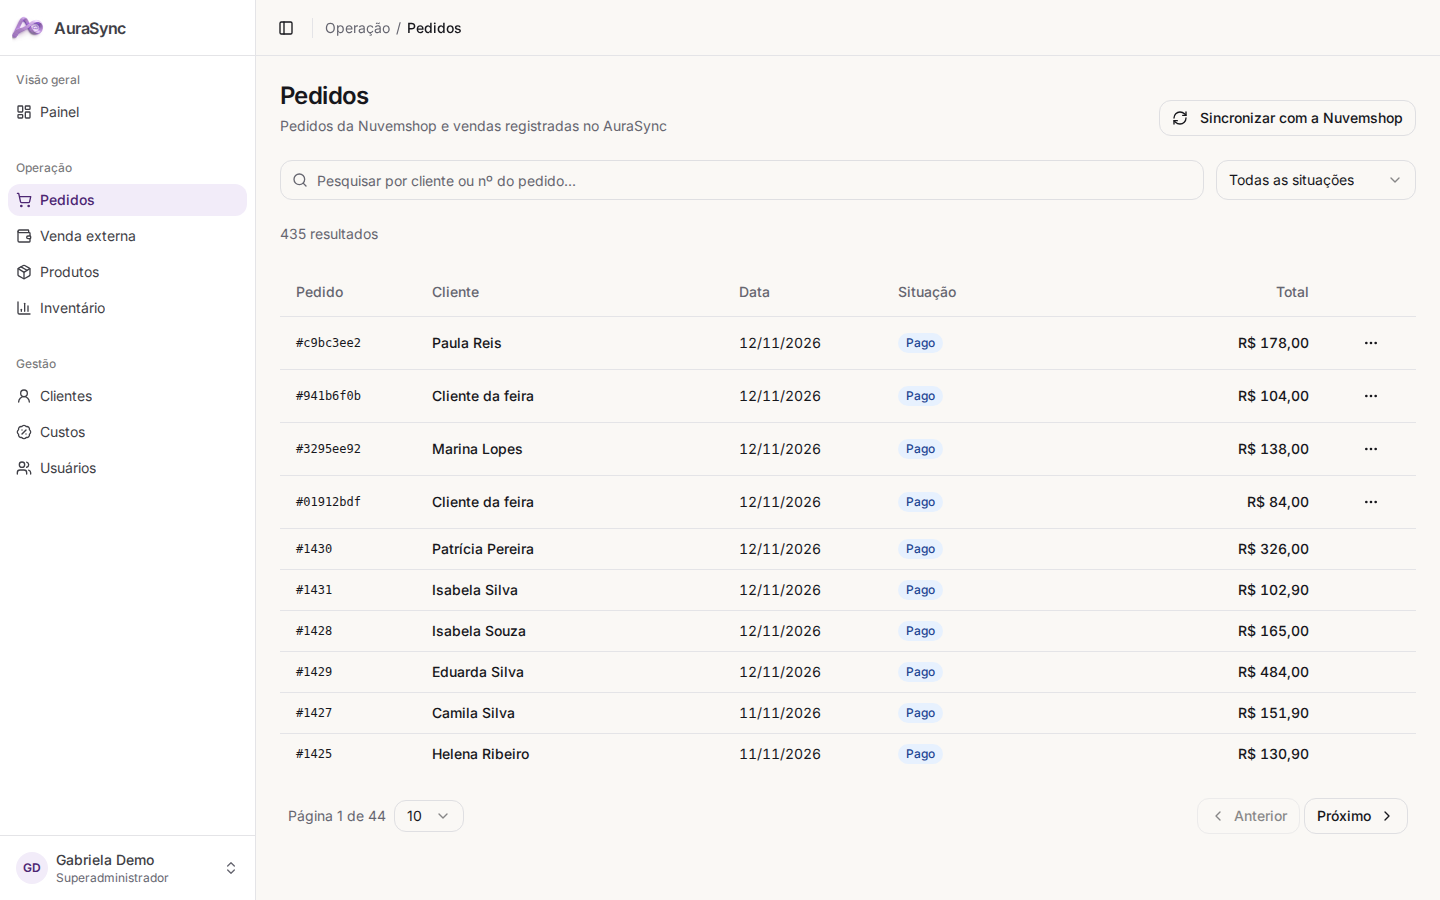 AuraSync
Visão geral
Painel
Operação
Pedidos
Venda externa
Produtos
Inventário
Gestão
Clientes
Custos
Usuários
GD
Gabriela Demo
Superadministrador
Operação / Pedidos
Pedidos
Pedidos da Nuvemshop e vendas registradas no AuraSync
Sincronizar com a Nuvemshop
Pesquisar por cliente ou nº do pedido...
Todas as situações
435 resultados
Pedido Cliente Data Situação Total
#c9bc3ee2 Paula Reis 12/11/2026 Pago R$ 178,00
#941b6f0b Cliente da feira 12/11/2026 Pago R$ 104,00
#3295ee92 Marina Lopes 12/11/2026 Pago R$ 138,00
#01912bdf Cliente da feira 12/11/2026 Pago R$ 84,00
#1430 Patrícia Pereira 12/11/2026 Pago R$ 326,00
#1431 Isabela Silva 12/11/2026 Pago R$ 102,90
#1428 Isabela Souza 12/11/2026 Pago R$ 165,00
#1429 Eduarda Silva 12/11/2026 Pago R$ 484,00
#1427 Camila Silva 11/11/2026 Pago R$ 151,90
#1425 Helena Ribeiro 11/11/2026 Pago R$ 130,90
Página 1 de 44 10 Anterior Próximo